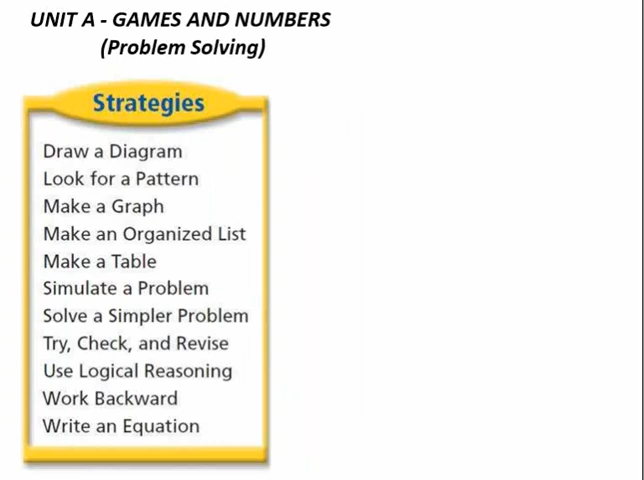 UNIT A - GAMES AND NUMBERS
(Problem Solving)
Strategies
Draw a Diagram
Look for a Pattern
Make a Graph
Make an Organized List
Make a Table
Simulate a Problem
Solve a Simpler Problem
Try, Check, and Revise
Use Logical Reasoning
Work Backward
Write an Equation